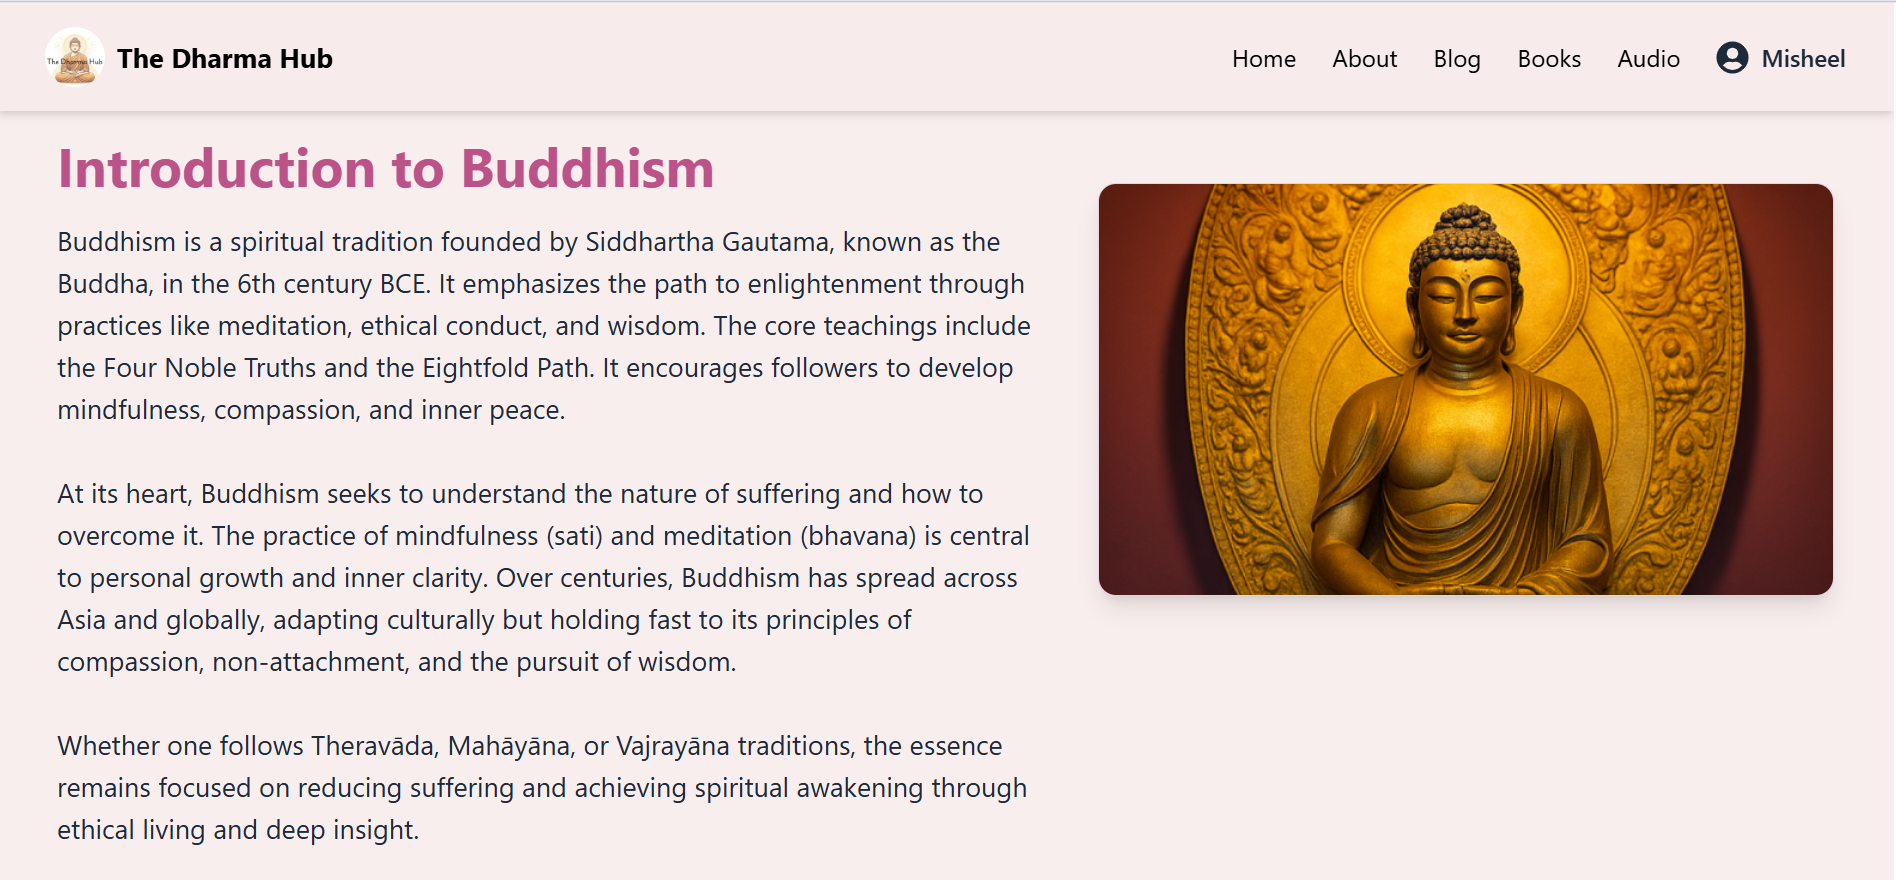 The Dharma Hub
The Dharma Hub
Home About Blog Books Audio Misheel
Introduction to Buddhism
Buddhism is a spiritual tradition founded by Siddhartha Gautama, known as the
Buddha, in the 6th century BCE. It emphasizes the path to enlightenment through
practices like meditation, ethical conduct, and wisdom. The core teachings include
the Four Noble Truths and the Eightfold Path. It encourages followers to develop
mindfulness, compassion, and inner peace.
At its heart, Buddhism seeks to understand the nature of suffering and how to
overcome it. The practice of mindfulness (sati) and meditation (bhavana) is central
to personal growth and inner clarity. Over centuries, Buddhism has spread across
Asia and globally, adapting culturally but holding fast to its principles of
compassion, non-attachment, and the pursuit of wisdom.
Whether one follows Theravāda, Mahāyāna, or Vajrayāna traditions, the essence
remains focused on reducing suffering and achieving spiritual awakening through
ethical living and deep insight.